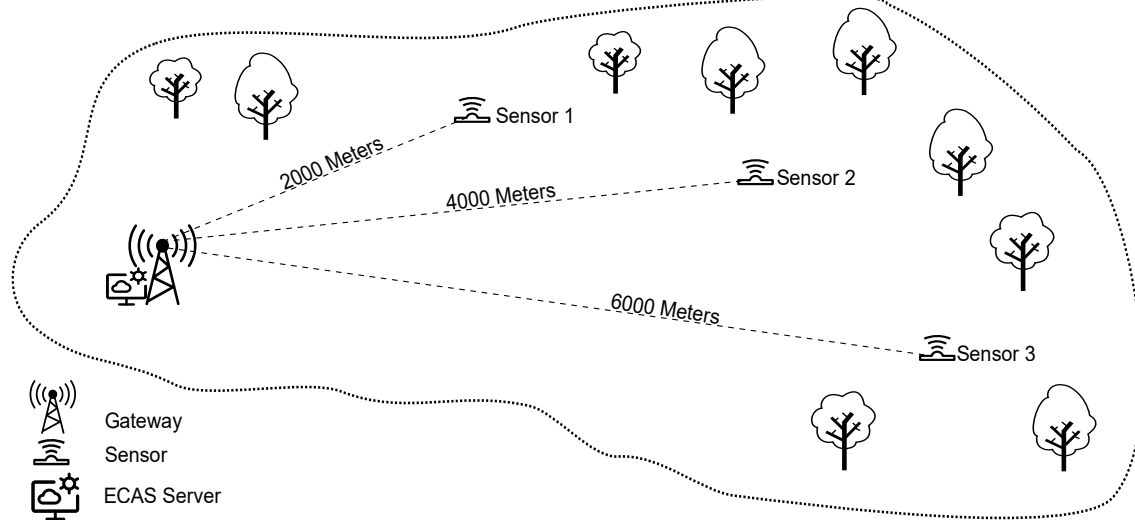 Sensor 1
2000 Meters
Sensor 2
4000 Meters
6000 Meters
Sensor 3
Gateway
Sensor
ECAS Server